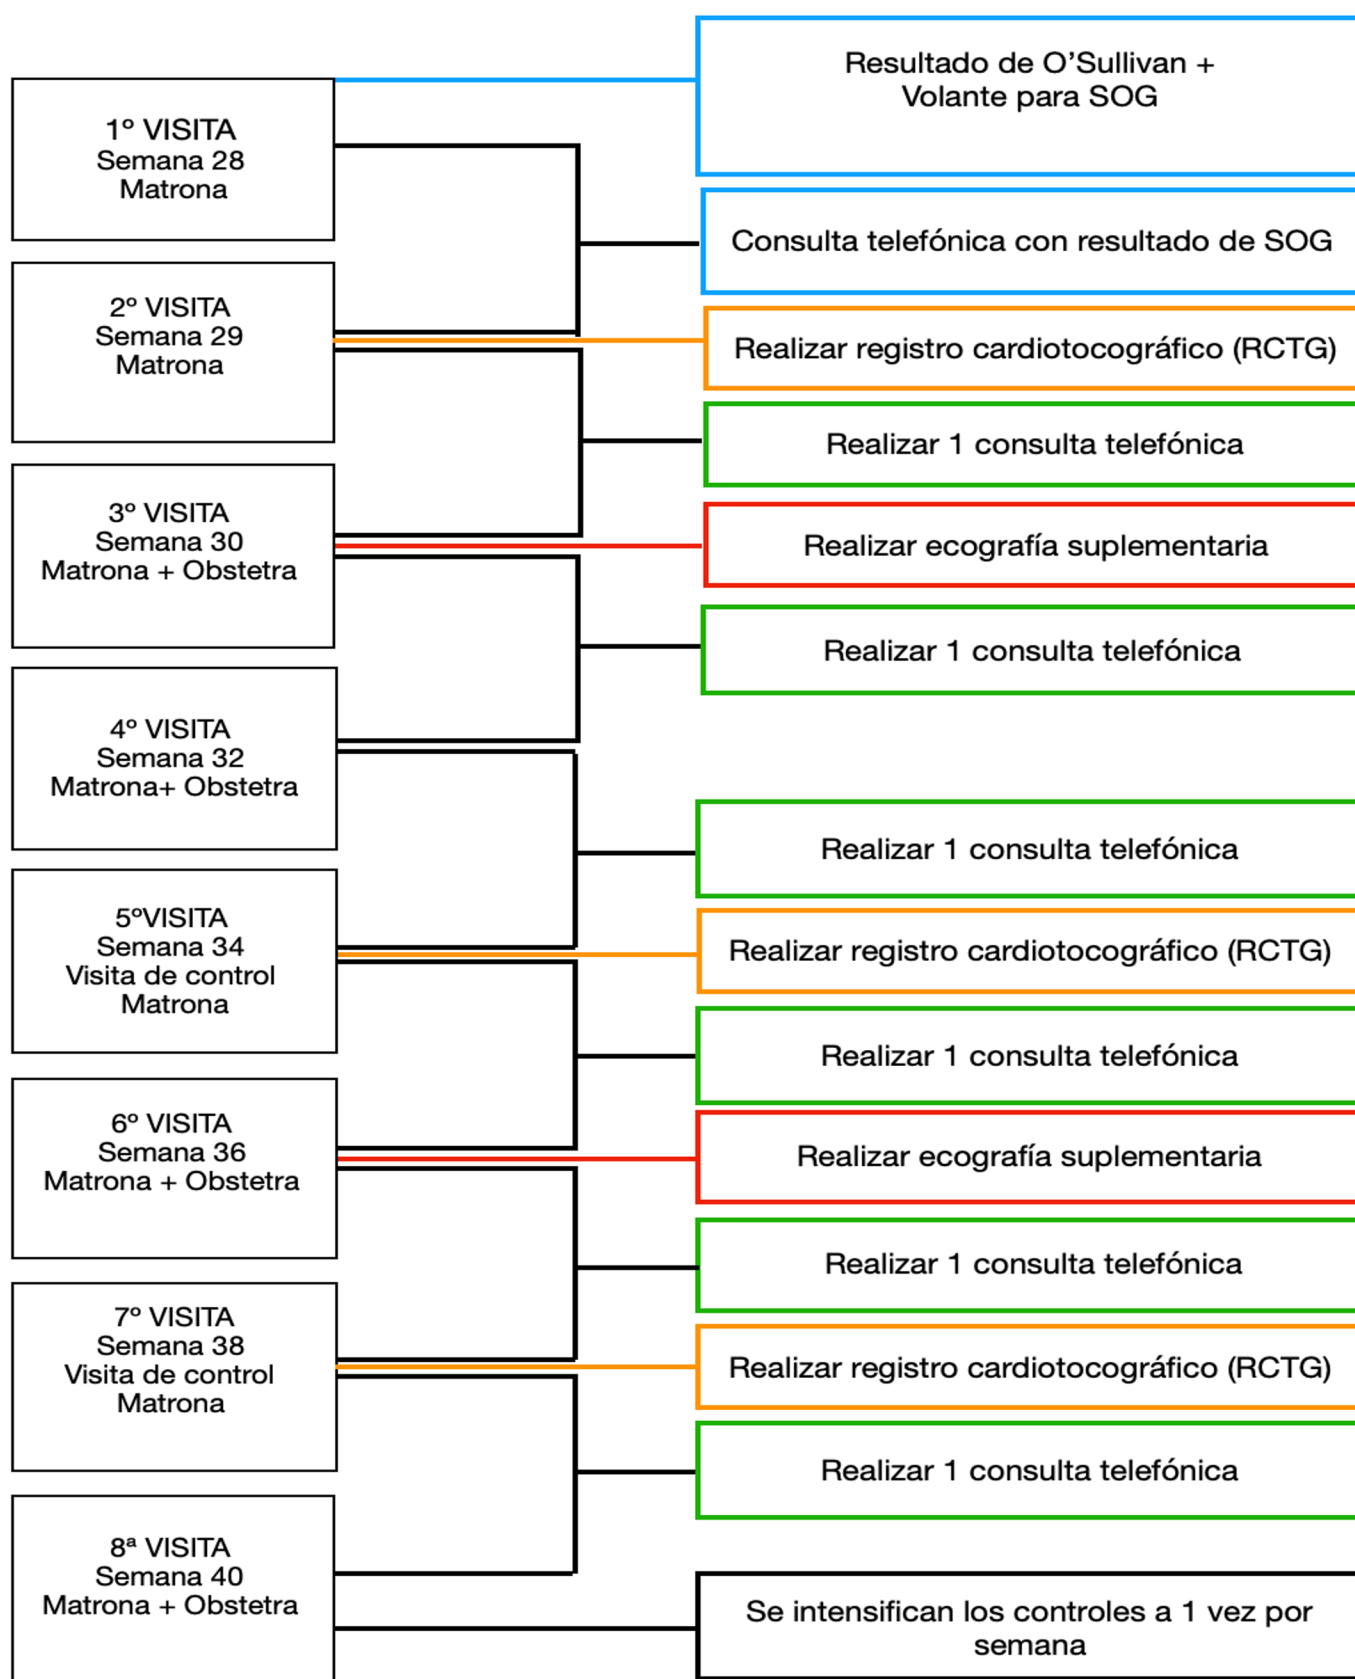 Resultado de O’Sullivan +
Volante para SOG
1º VISITA
Semana 28
Matrona
Consulta telefónica con resultado de SOG
2º VISITA
Semana 29
Matrona
Realizar registro cardiotocográfico (RCTG)
Realizar 1 consulta telefónica
3º VISITA
Semana 30
Matrona + Obstetra
Realizar ecografía suplementaria
Realizar 1 consulta telefónica
4º VISITA
Semana 32
Matrona+ Obstetra
Realizar 1 consulta telefónica
5ºVISITA
Semana 34
Visita de control
Matrona
Realizar registro cardiotocográfico (RCTG)
Realizar 1 consulta telefónica
6º VISITA
Semana 36
Matrona + Obstetra
Realizar ecografía suplementaria
Realizar 1 consulta telefónica
7º VISITA
Semana 38
Visita de control
Matrona
Realizar registro cardiotocográfico (RCTG)
Realizar 1 consulta telefónica
8ª VISITA
Semana 40
Matrona + Obstetra
Se intensifican los controles a 1 vez por
semana